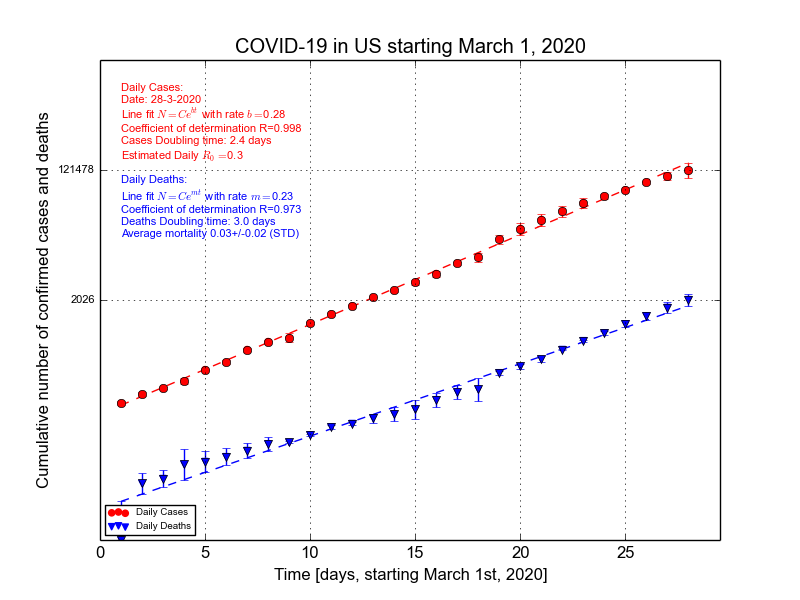 COVID-19 in US starting March 1, 2020
Daily Cases:
Date: 28-3-2020
Line fit N=Ce^{bt} with rate b=0.28
Coefficient of determination R=0.998
Cases Doubling time: 2.4 days
Estimated Daily R_0=0.3
Daily Deaths:
Line fit N=Ce^{mt} with rate m=0.23
Coefficient of determination R=0.973
Deaths Doubling time: 3.0 days
Average mortality 0.03+/-0.02 (STD)
121478
2026
Cumulative number of confirmed cases and deaths
Daily Cases
Daily Deaths
0 5 10 15 20 25
Time [days, starting March 1st, 2020]